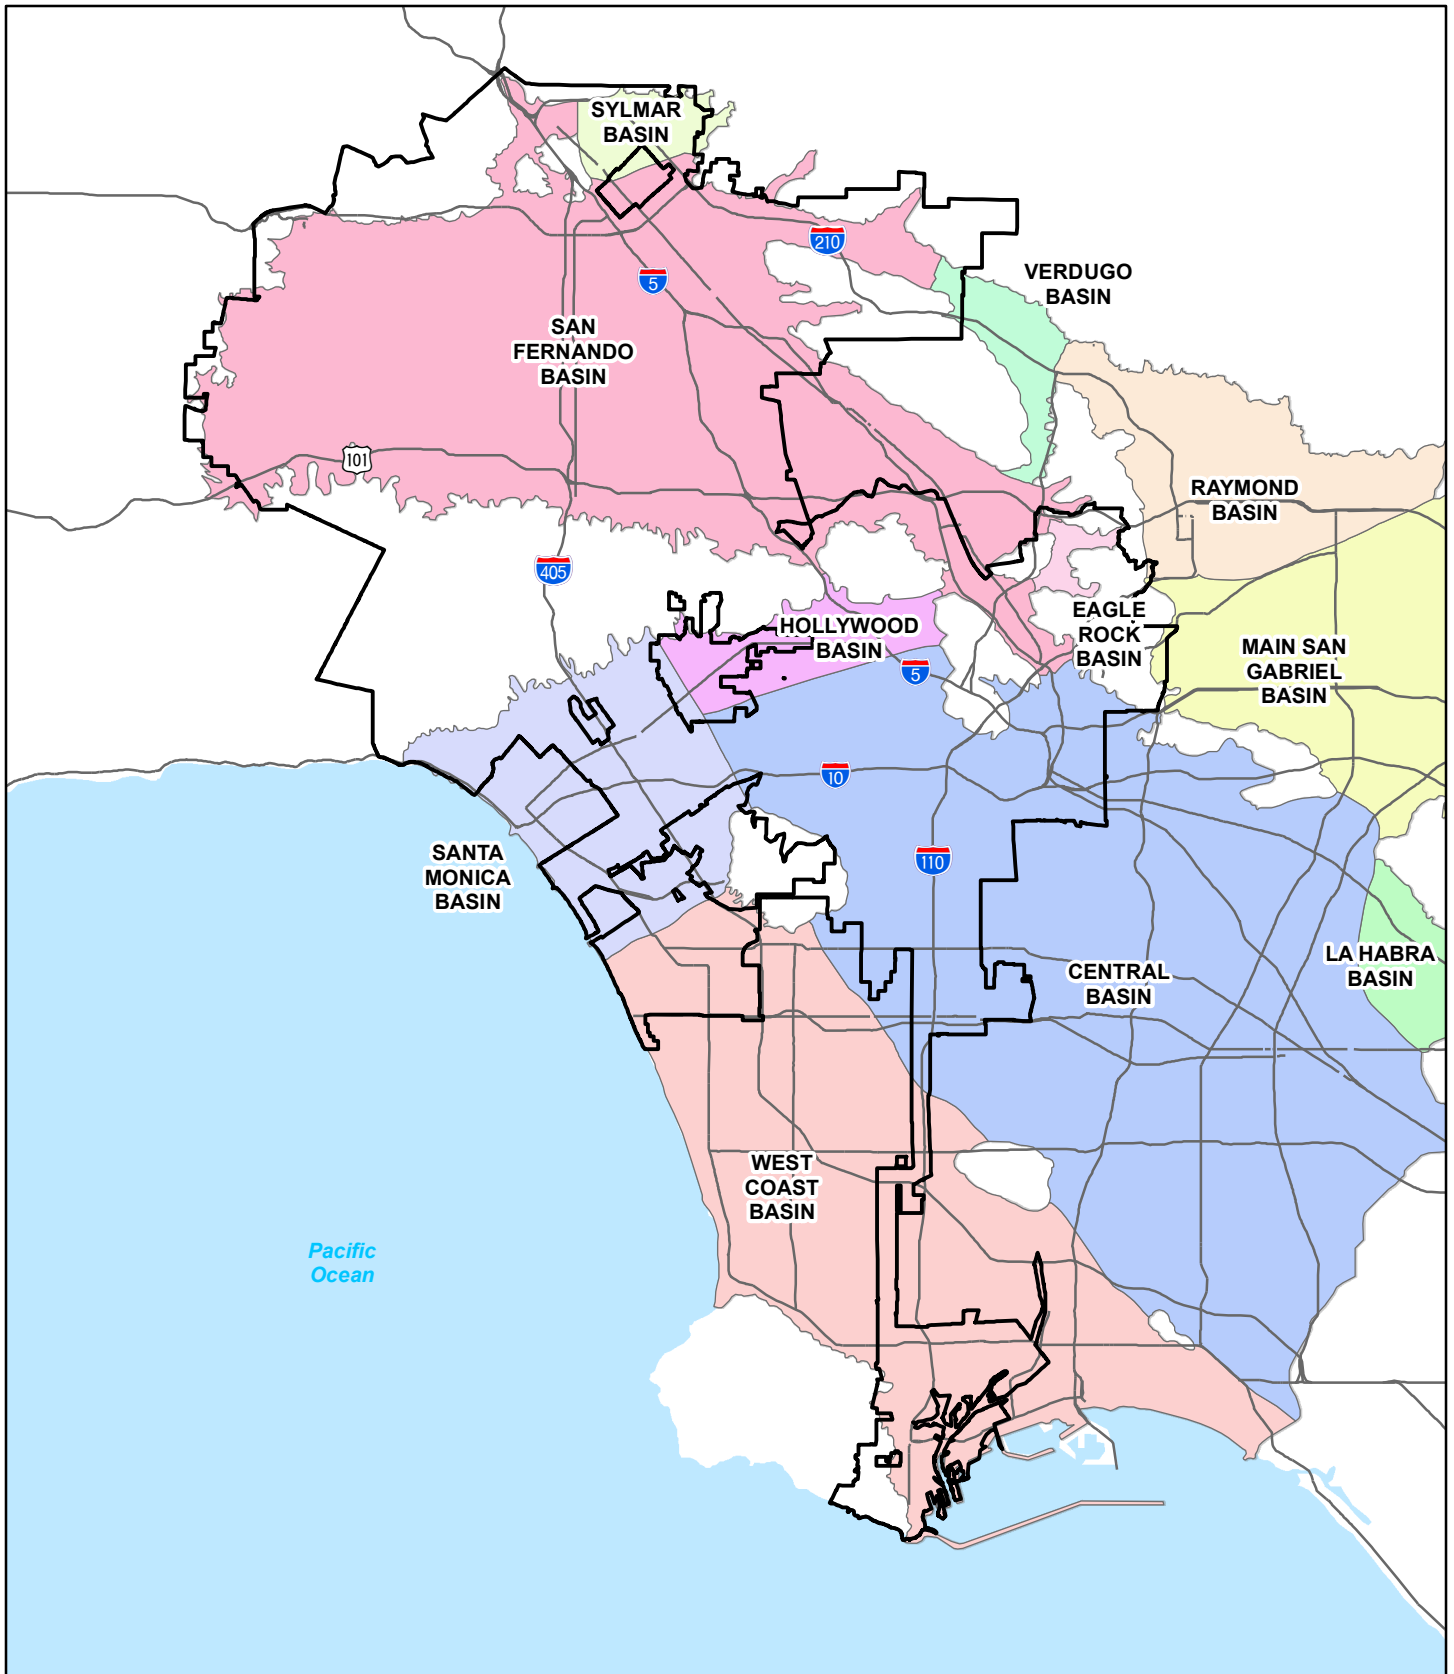 SYLMAR
BASIN
210
VERDUGO
BASIN
5
SAN
FERNANDO
BASIN
101
RAYMOND
BASIN
405
EAGLE
ROCK
BASIN
HOLLYWOOD
BASIN
MAIN SAN
GABRIEL
BASIN
5
10
SANTA
MONICA
BASIN
110
LA HABRA
BASIN
CENTRAL
BASIN
WEST
COAST
BASIN
Pacific
Ocean